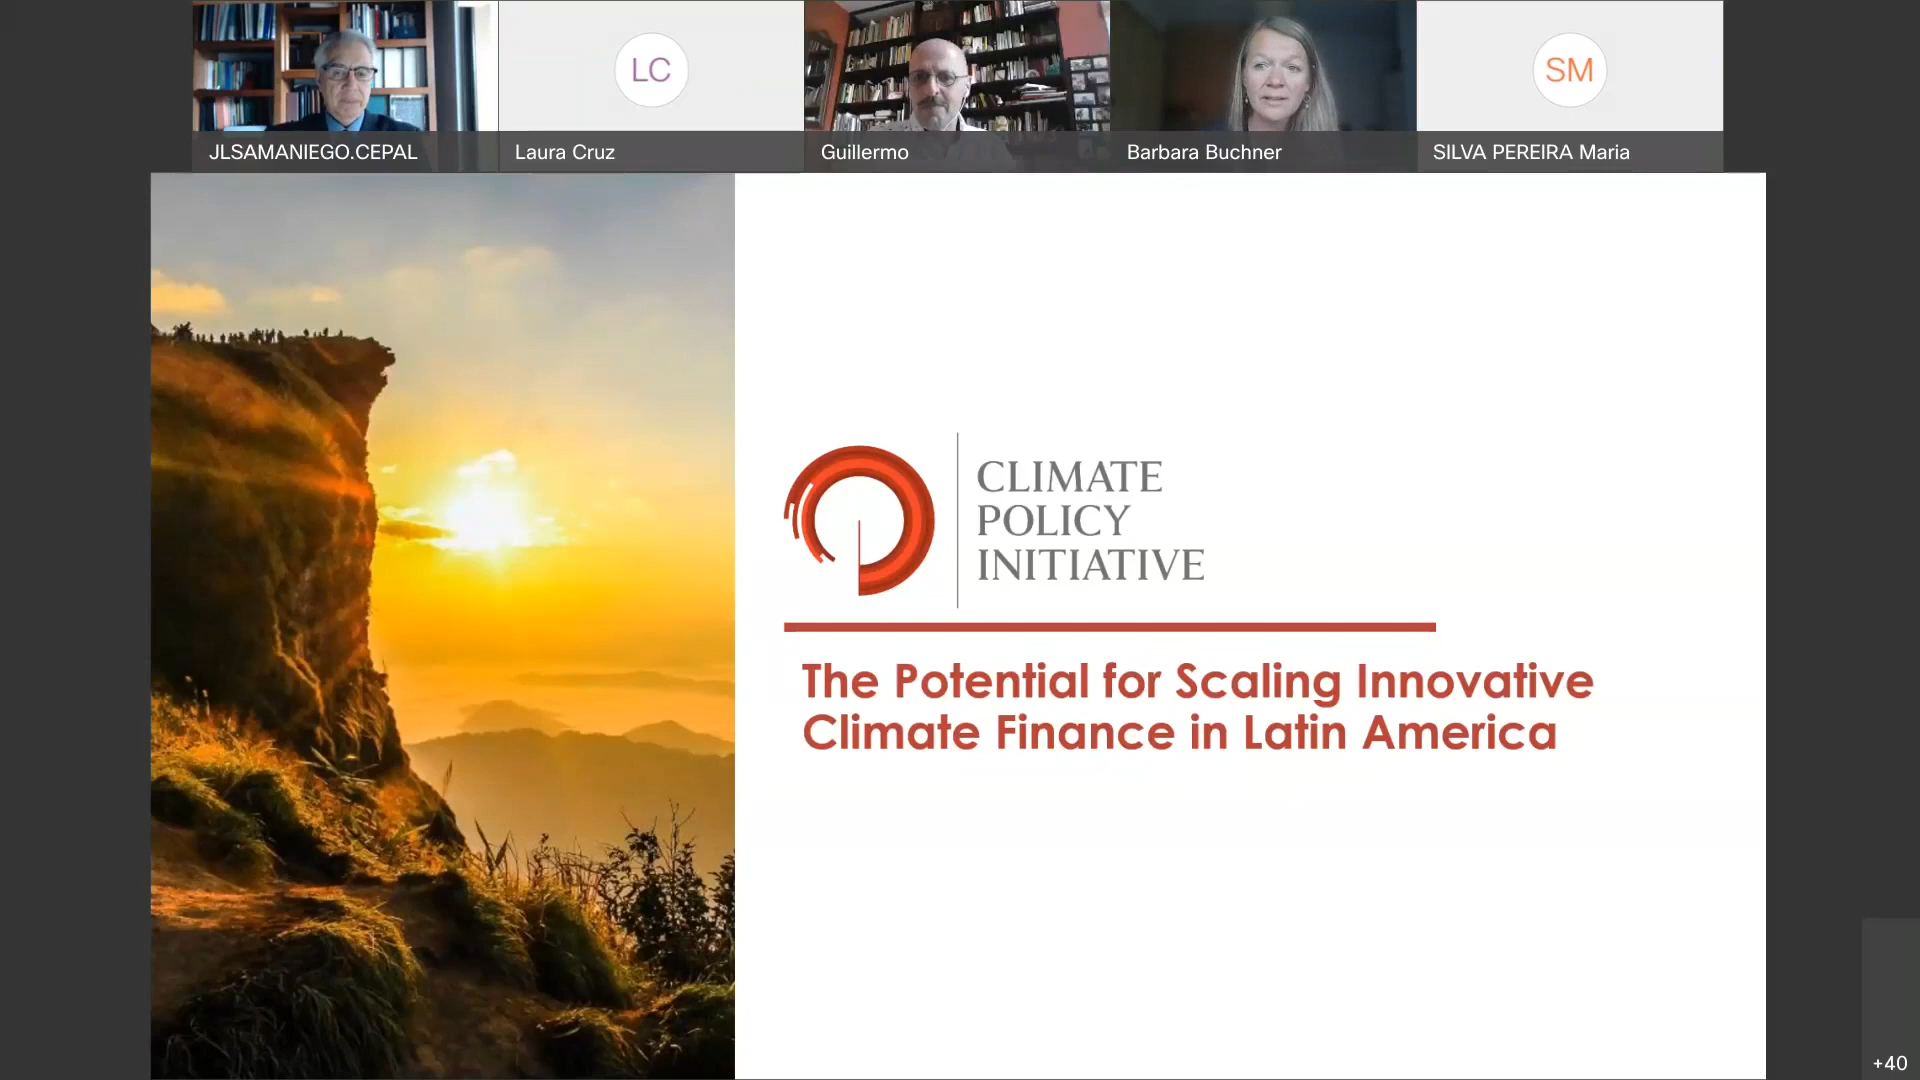 LC
SM
JLSAMANIEGO.CEPAL
Laura Cruz
Guillermo
Barbara Buchner
SILVA PEREIRA Maria
CLIMATE
POLICY
INITIATIVE
The Potential for Scaling Innovative
Climate Finance in Latin America
+40